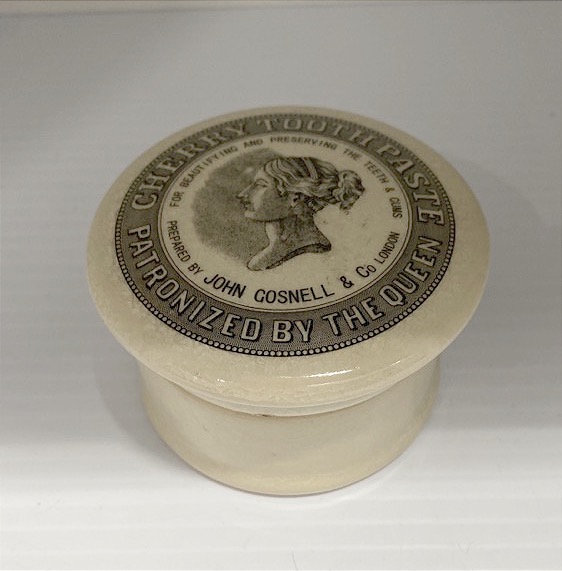 CHERRY TOOTH PASTE
FOR BEAUTIFYING AND PRESERVING THE TEETH & GUMS
PREPARED BY JOHN GOSNELL & Co LONDON
PATRONIZED BY THE QUEEN